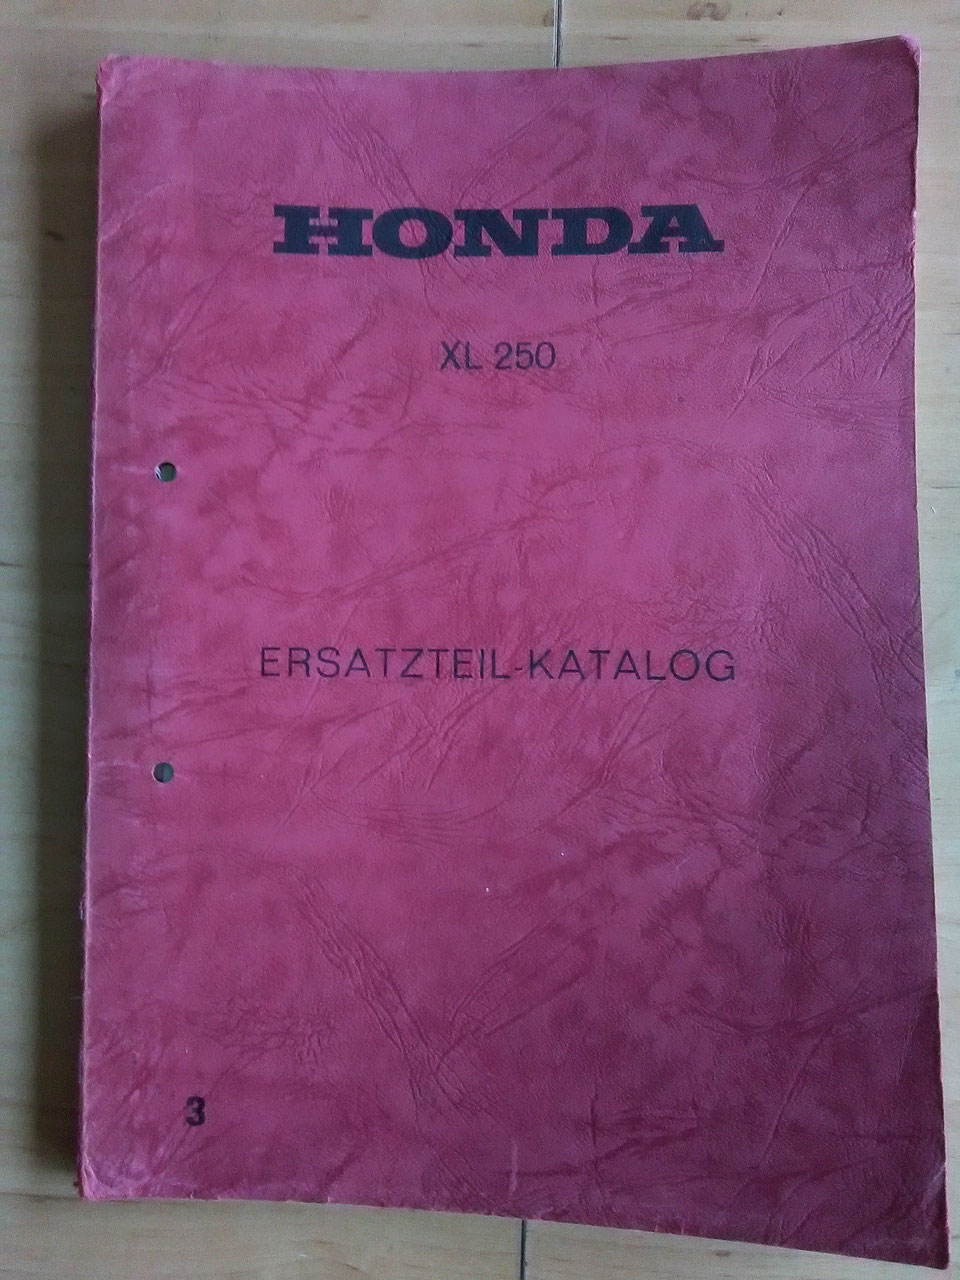 HONDA
XL 250
ERSATZTEIL-KATALOG
3